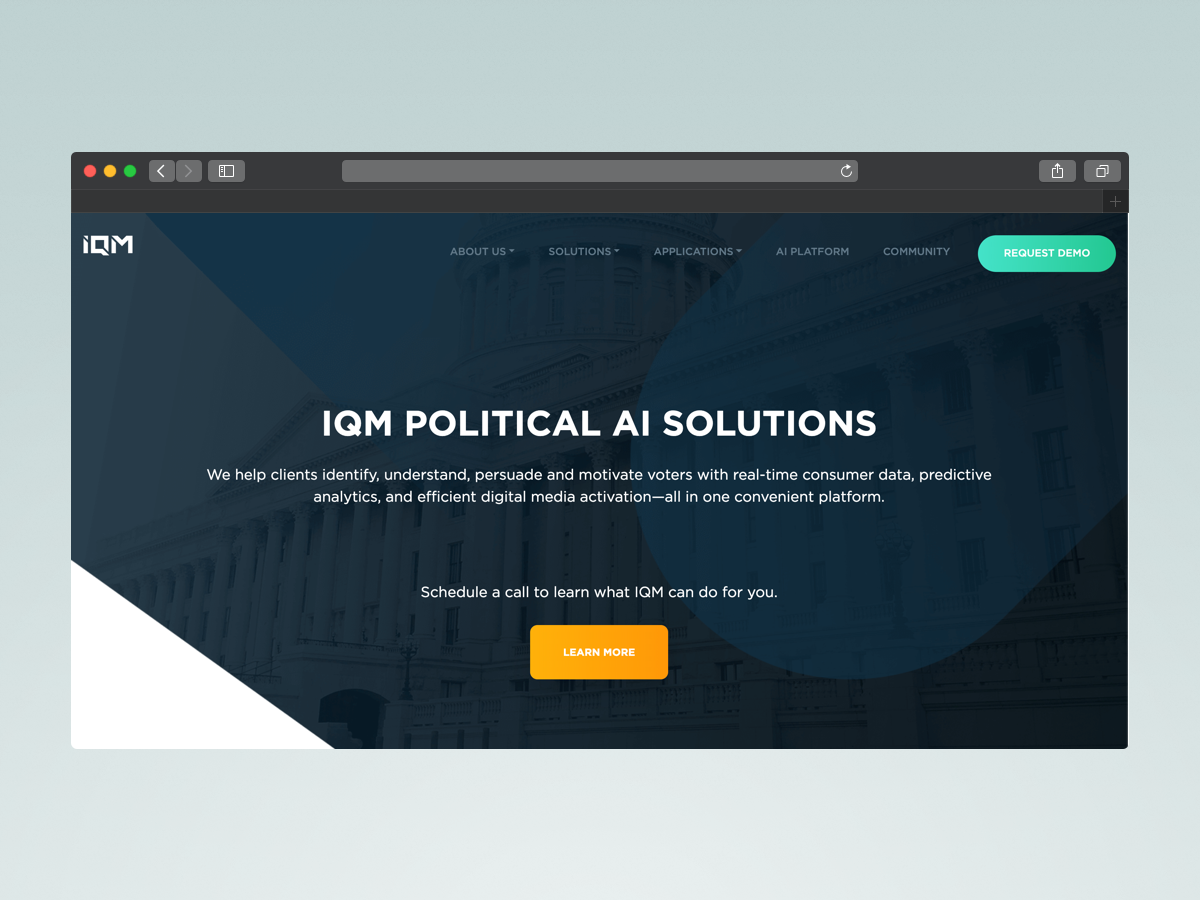 iQM
ABOUT US
SOLUTIONS
APPLICATIONS
AI PLATFORM
COMMUNITY
REQUEST DEMO
IQM POLITICAL AI SOLUTIONS
We help clients identify, understand, persuade and motivate voters with real-time consumer data, predictive
analytics, and efficient digital media activation—all in one convenient platform.
Schedule a call to learn what IQM can do for you.
LEARN MORE